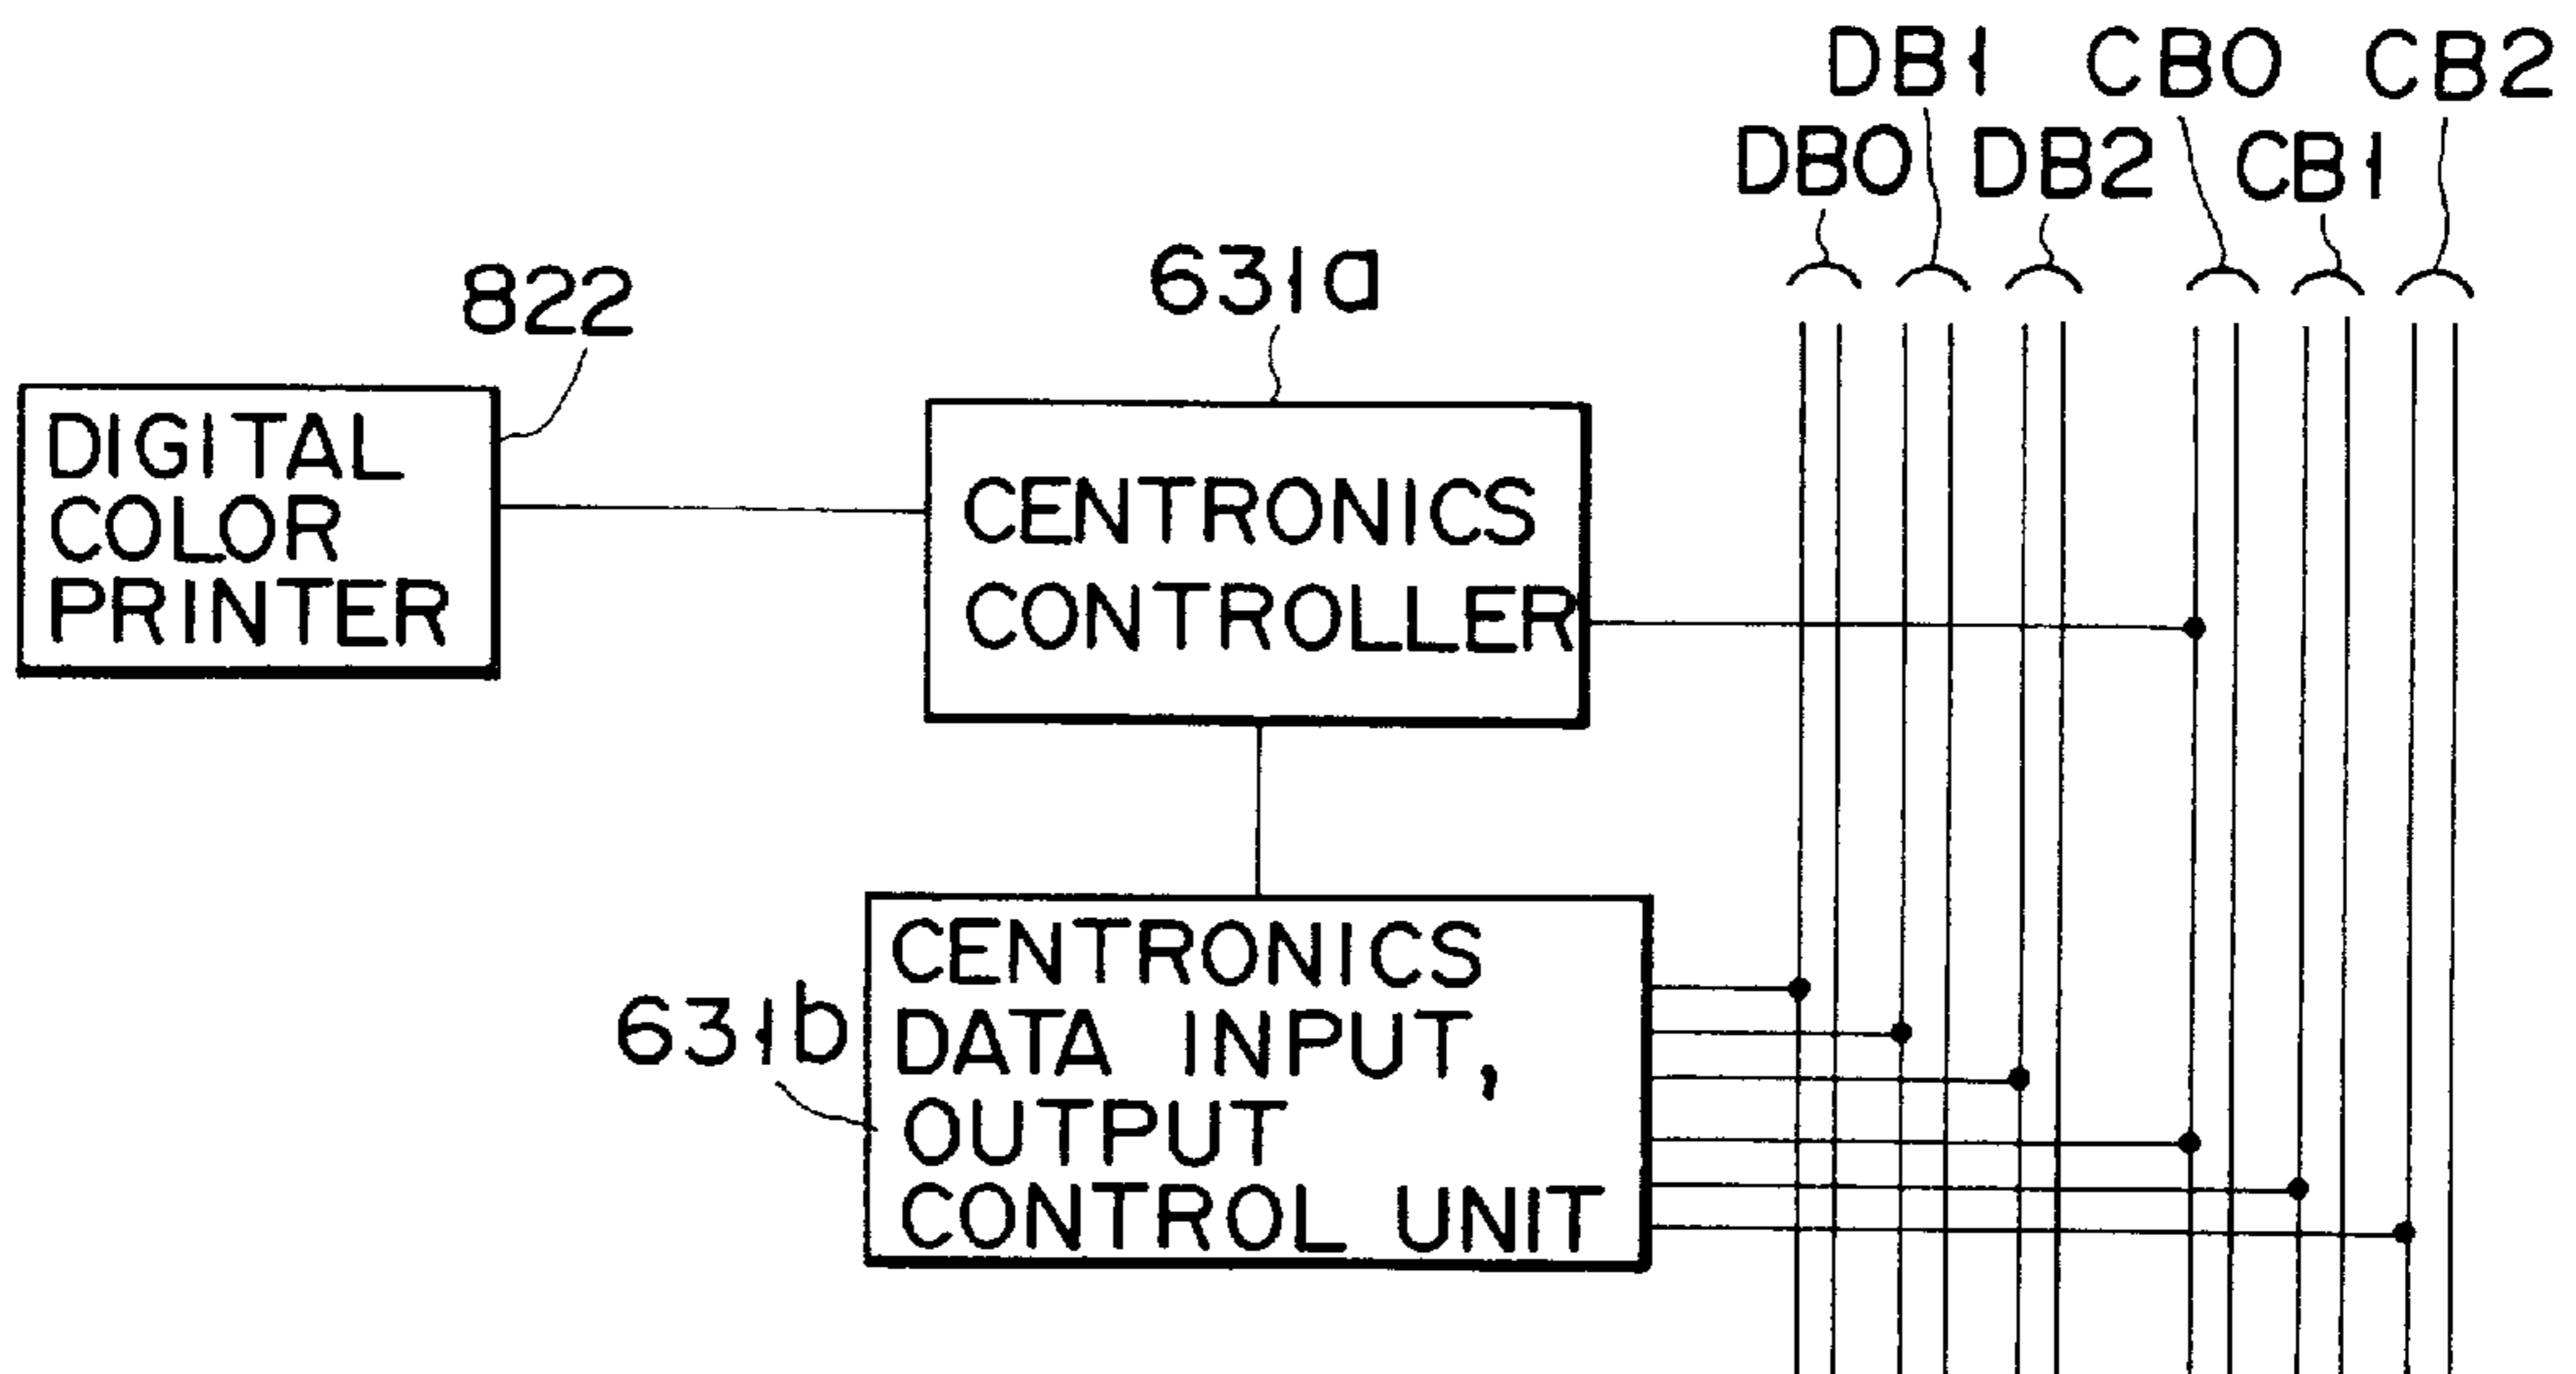 DB1 CB0 CB2
DB0 DB2 CB1
822
631a
DIGITAL
COLOR
PRINTER
CENTRONICS
CONTROLLER
631b
CENTRONICS
DATA INPUT,
OUTPUT
CONTROL UNIT